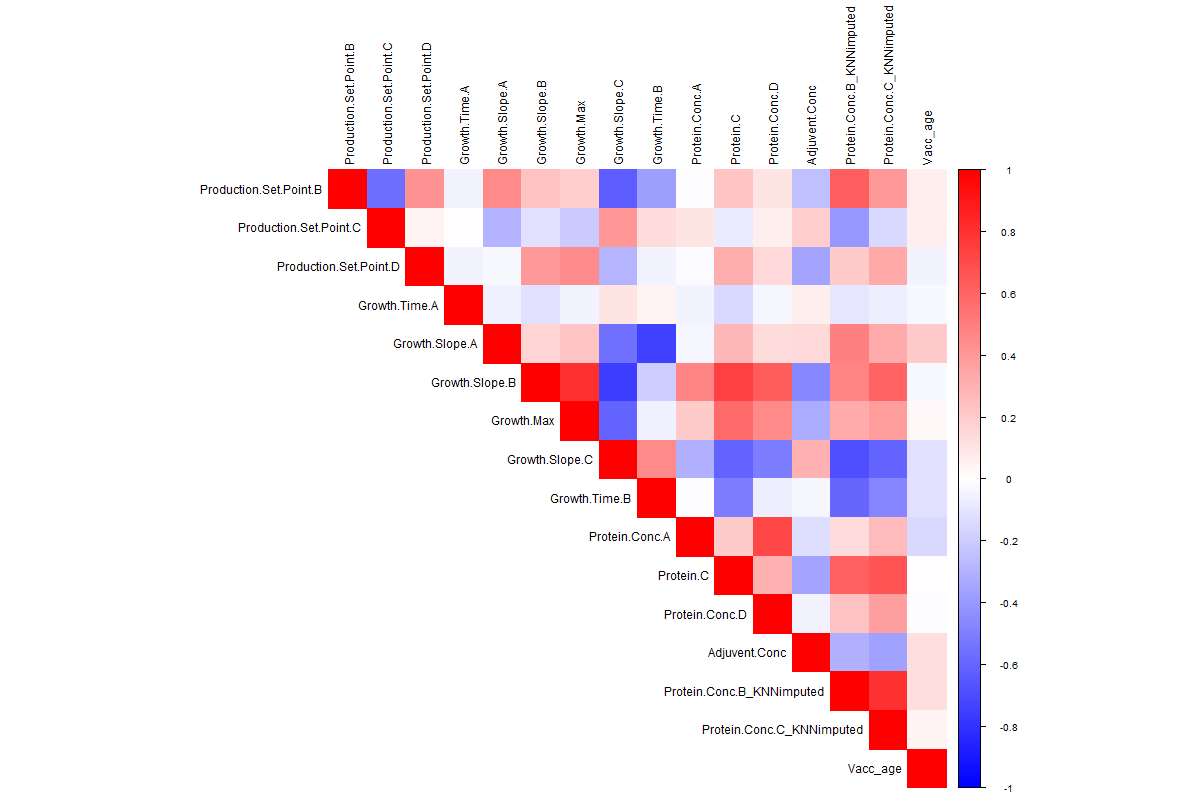 Production.Set.Point.B
Production.Set.Point.C
Production.Set.Point.D
Growth.Time.A
Growth.Slope.A
Growth.Slope.B
Growth.Max
Growth.Slope.C
Growth.Time.B
Protein.Conc.A
Protein.C
Protein.Conc.D
Adjuvent.Conc
Protein.Conc.B_KNNimputed
Protein.Conc.C_KNNimputed
Vacc_age
Production.Set.Point.B
Production.Set.Point.C
Production.Set.Point.D
Growth.Time.A
Growth.Slope.A
Growth.Slope.B
Growth.Max
Growth.Slope.C
Growth.Time.B
Protein.Conc.A
Protein.C
Protein.Conc.D
Adjuvent.Conc
Protein.Conc.B_KNNimputed
Protein.Conc.C_KNNimputed
Vacc_age
1
0.8
0.6
0.4
0.2
0
-0.2
-0.4
-0.6
-0.8
-1